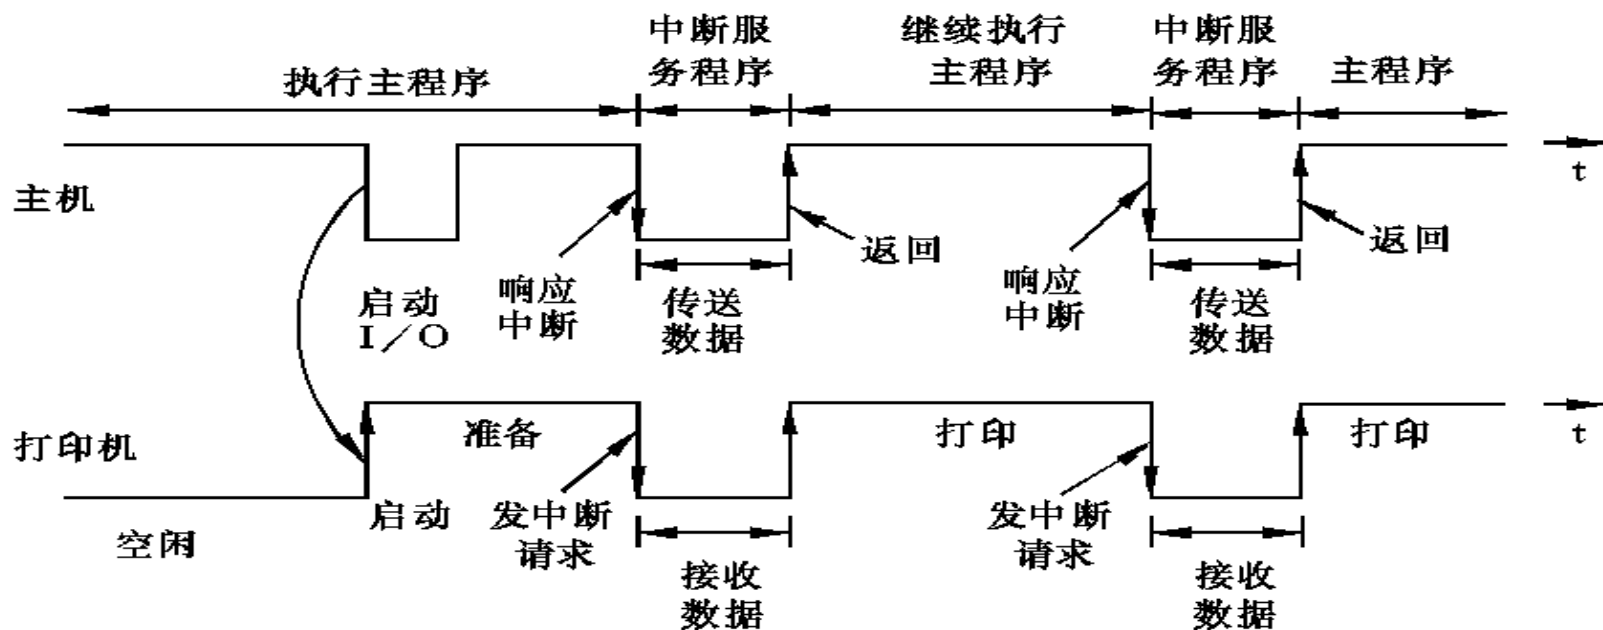 中断服
务程序
继续执行
主程序
中断服
务程序
执行主程序
主程序
t
主机
返回
返回
启动
I／O
响应
中断
传送
数据
响应
中断
传送
数据
打印机
准备
打印
打印
t
空闲
启动
发中断
请求
接收
数据
发中断
请求
接收
数据